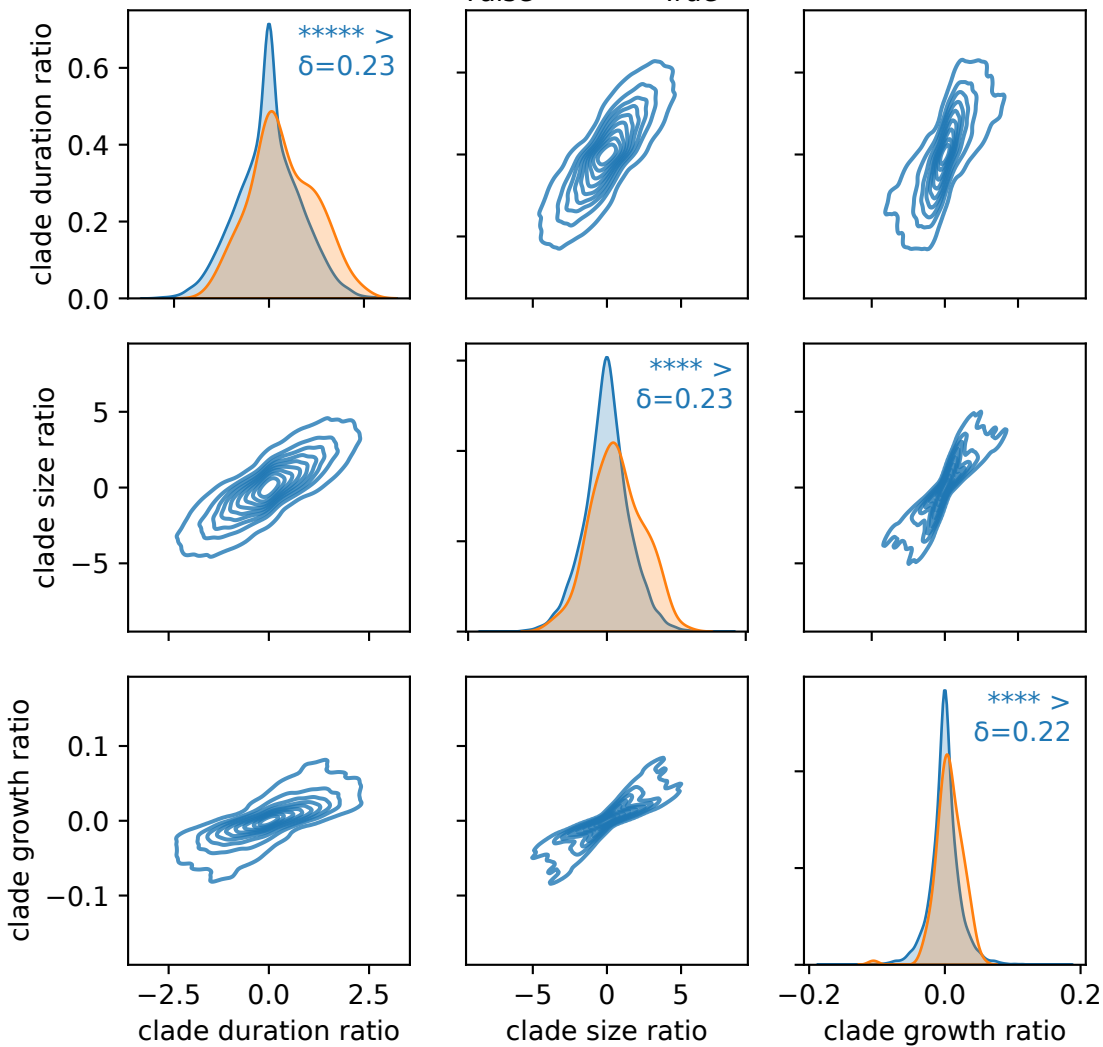 clade duration ratio
0.6
0.4
0.2
0.0
***** >
δ=0.23
clade size ratio
5
0
−5
**** >
δ=0.23
clade growth ratio
0.1
0.0
−0.1
**** >
δ=0.22
−2.5 0.0 2.5
−5 0 5
−0.2 0.0 0.2
clade duration ratio
clade size ratio
clade growth ratio